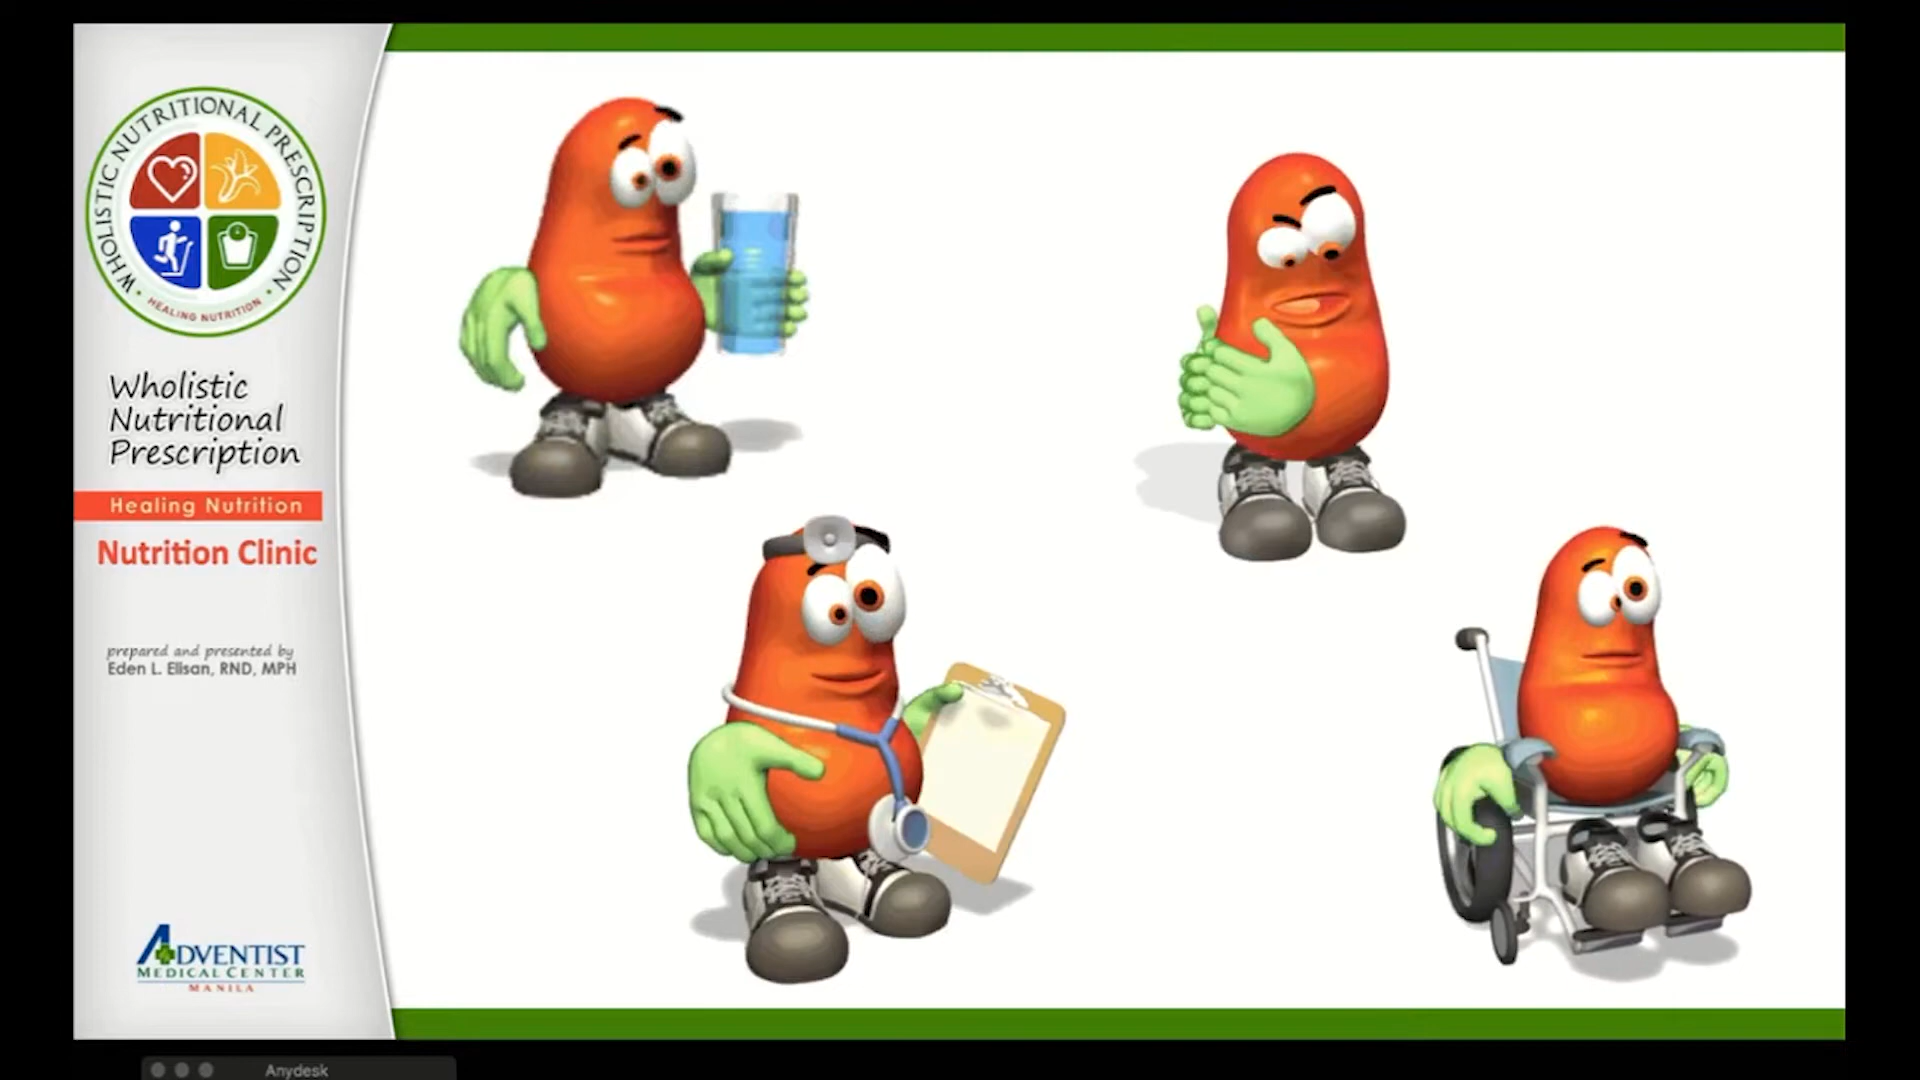 WHOLISTIC NUTRITIONAL PRESCRIPTION
• HEALING NUTRITION •
Wholistic
Nutritional
Prescription
Healing Nutrition
Nutrition Clinic
prepared and presented by
Eden L. Elisan, RND, MPH
ADVENTIST
MEDICAL CENTER
MANILA
Anydesk